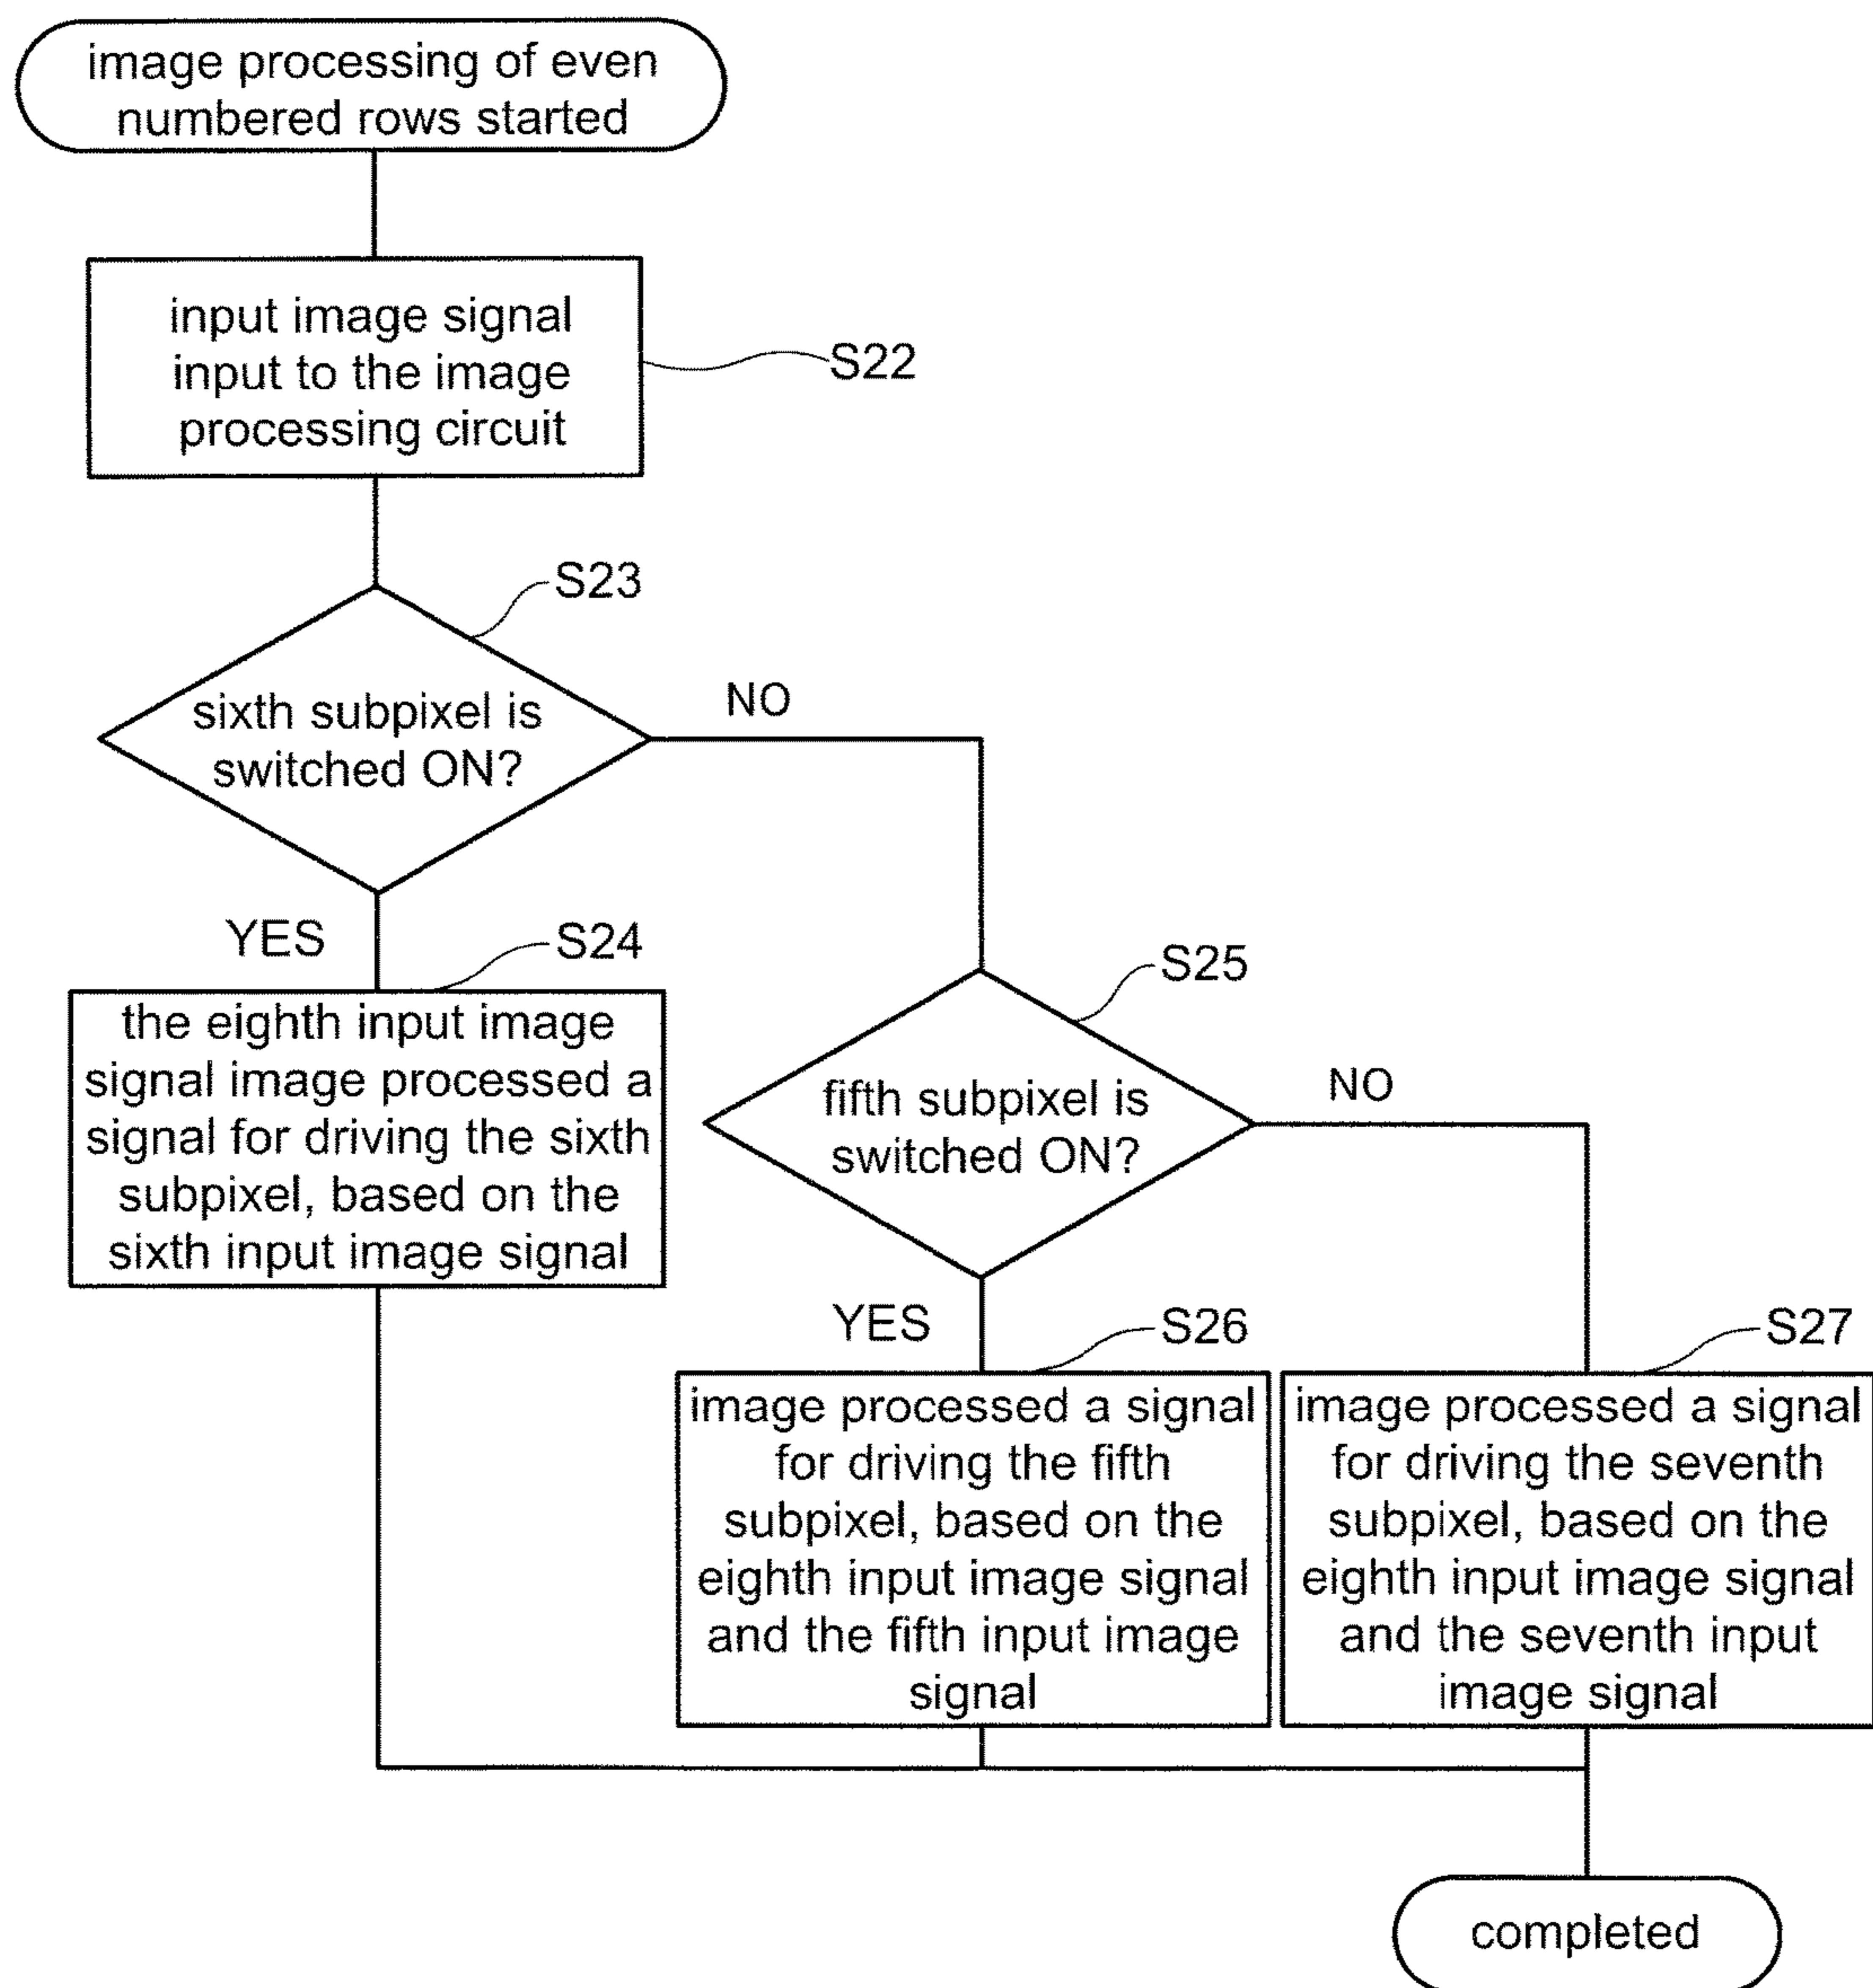 image processing of even
numbered rows started
input image signal
input to the image
processing circuit
S22
S23
sixth subpixel is
switched ON?
NO
YES
S24
the eighth input image
signal image processed a
signal for driving the sixth
subpixel, based on the
sixth input image signal
S25
fifth subpixel is
switched ON?
NO
YES
S26
image processed a signal
for driving the fifth
subpixel, based on the
eighth input image signal
and the fifth input image
signal
S27
image processed a signal
for driving the seventh
subpixel, based on the
eighth input image signal
and the seventh input
image signal
completed